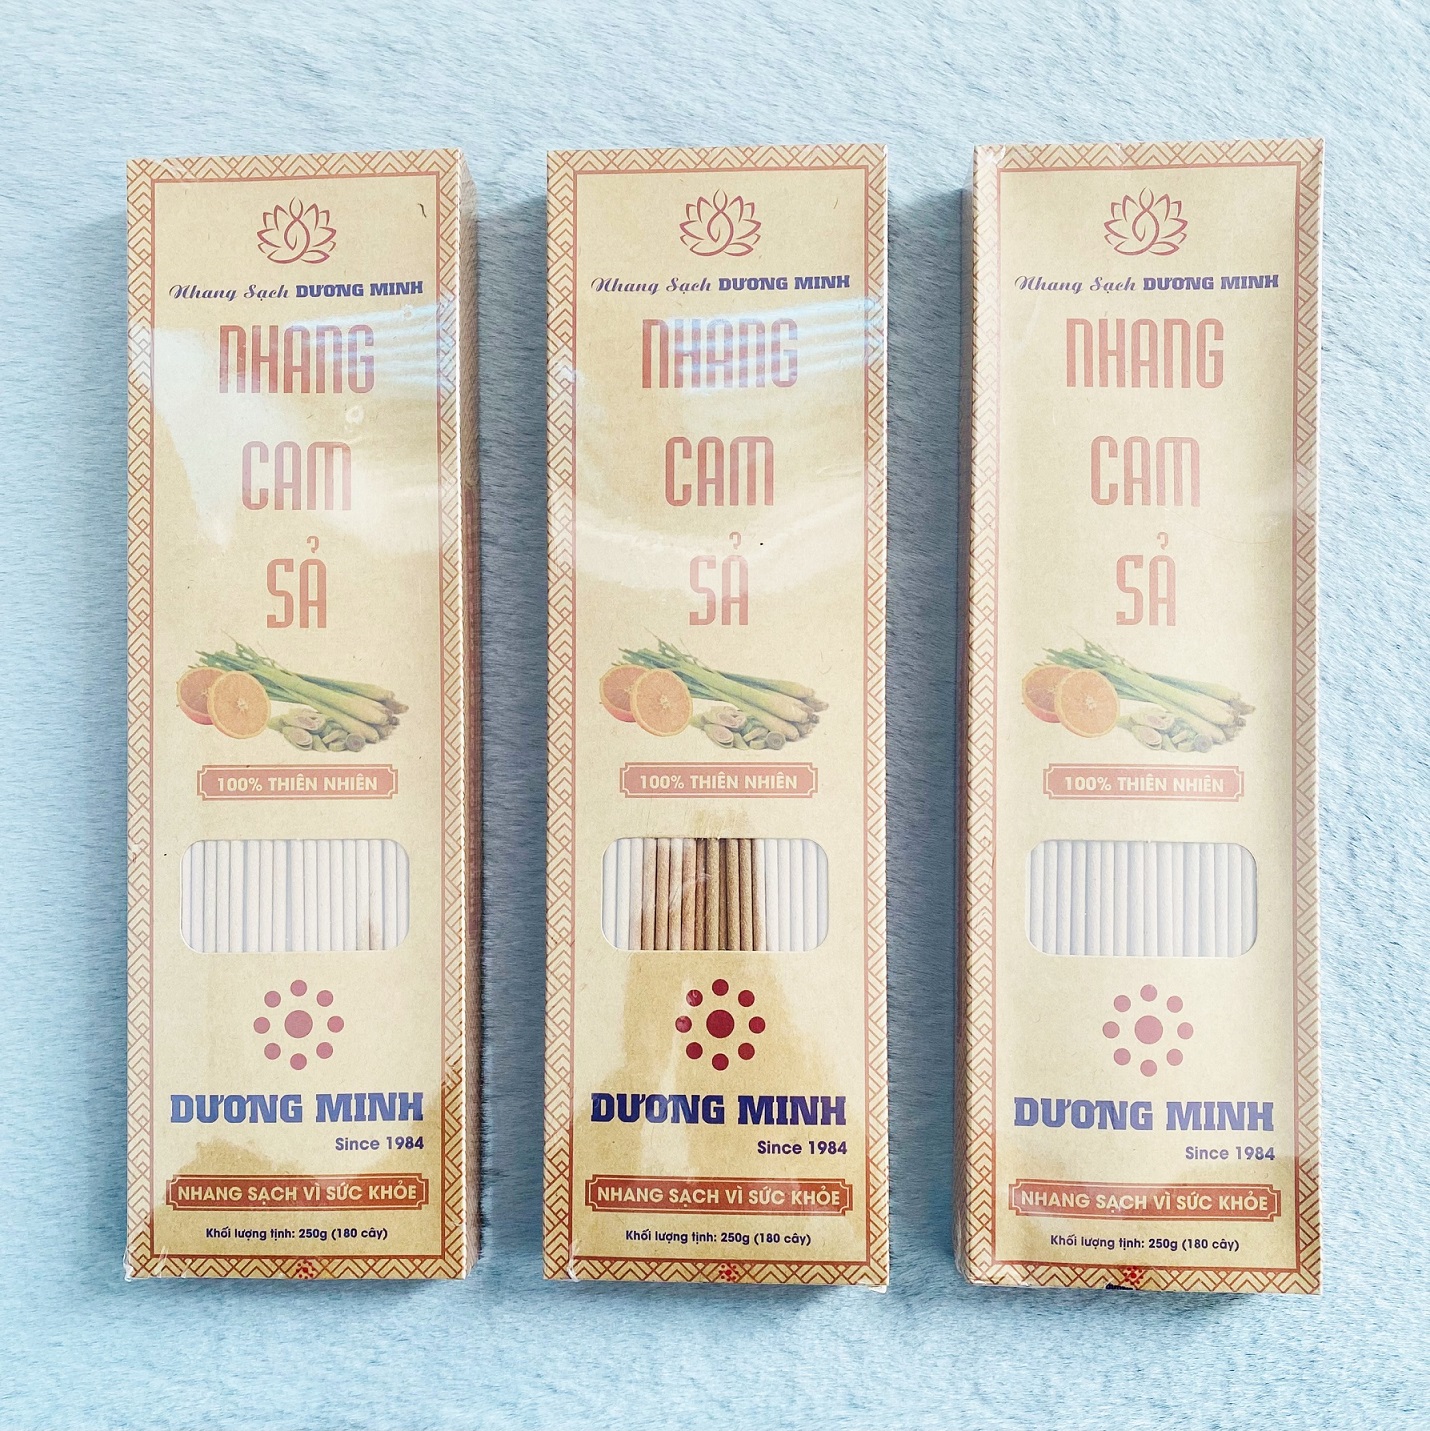 Nhang Sạch DƯƠNG MINH
NHANG
CAM
SẢ
100% THIÊN NHIÊN
DƯƠNG MINH
Since 1984
NHANG SẠCH VÌ SỨC KHỎE
Khối lượng tịnh: 250g (180 cây)
Nhang Sạch DƯƠNG MINH
NHANG
CAM
SẢ
100% THIÊN NHIÊN
DƯƠNG MINH
Since 1984
NHANG SẠCH VÌ SỨC KHỎE
Khối lượng tịnh: 250g (180 cây)
Nhang Sạch DƯƠNG MINH
NHANG
CAM
SẢ
100% THIÊN NHIÊN
DƯƠNG MINH
Since 1984
NHANG SẠCH VÌ SỨC KHỎE
Khối lượng tịnh: 250g (180 cây)